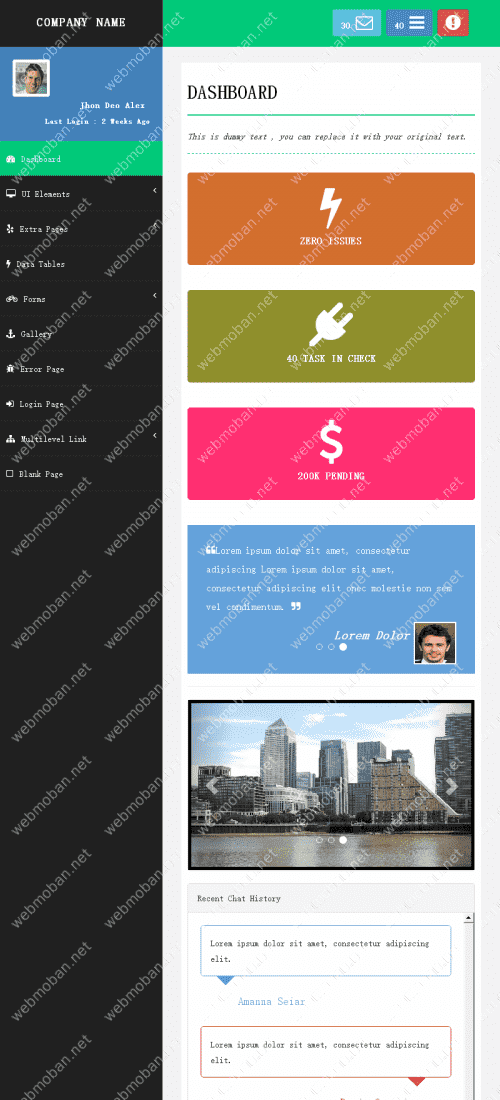 COMPANY NAME
30
40
Jhon Deo Alex
Last Login : 2 Weeks Ago
Dashboard
UI Elements
Extra Pages
Data Tables
Forms
Gallery
Error Page
Login Page
Multilevel Link
Blank Page
DASHBOARD
This is dummy text , you can replace it with your original text.
ZERO ISSUES
40 TASK IN CHECK
200K PENDING
Lorem ipsum dolor sit amet, consectetur
adipiscing Lorem ipsum dolor sit amet,
consectetur adipiscing elit onec molestie non sem
vel condimentum.
Lorem Dolor
Recent Chat History
Lorem ipsum dolor sit amet, consectetur adipiscing
elit.
Amanna Seiar
Lorem ipsum dolor sit amet, consectetur adipiscing
elit.
webmoban.net